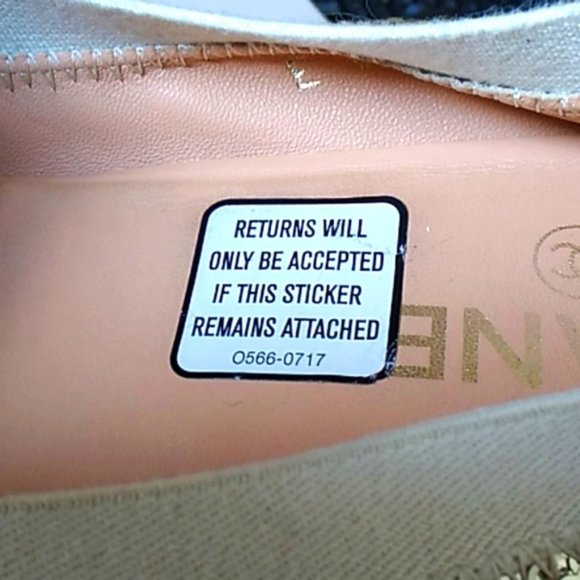 RETURNS WILL
ONLY BE ACCEPTED
IF THIS STICKER
REMAINS ATTACHED
O566-0717